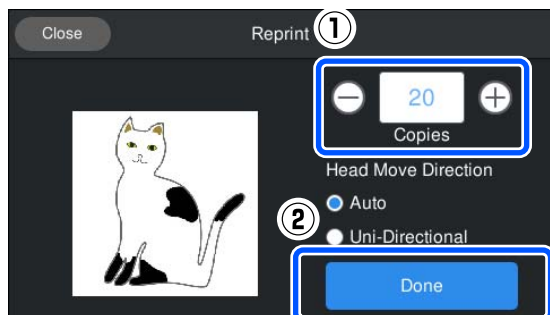 Close
Reprint
①
20
Copies
Head Move Direction
Auto
②
Uni-Directional
Done